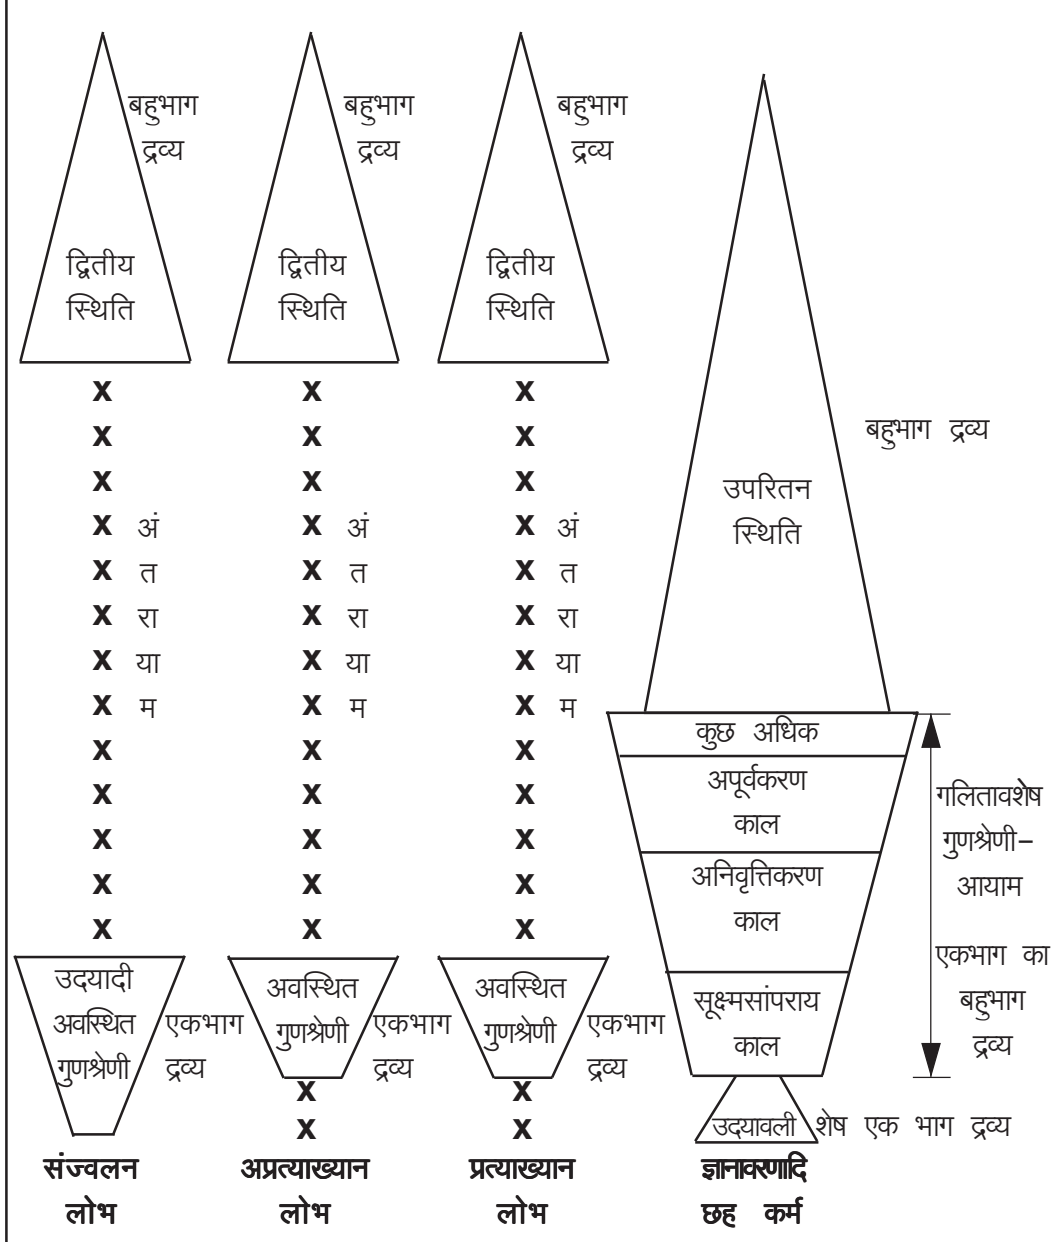 बहुभाग
द्रव्य
द्वितीय
स्थिति
x
x
x
x अं
x त
x रा
x या
x म
x
x
x
x
x
उदयादी
अवस्थित
गुणश्रेणी
एकभाग
द्रव्य
संज्वलन
लोभ
बहुभाग
द्रव्य
द्वितीय
स्थिति
x
x
x
x अं
x त
x रा
x या
x म
x
x
x
x
x
अवस्थित
गुणश्रेणी
एकभाग
द्रव्य
x
x
अप्रत्याख्यान
लोभ
बहुभाग
द्रव्य
द्वितीय
स्थिति
x
x
x
x अं
x त
x रा
x या
x म
x
x
x
x
x
अवस्थित
गुणश्रेणी
एकभाग
द्रव्य
x
x
प्रत्याख्यान
लोभ
बहुभाग द्रव्य
उपरितन
स्थिति
कुछ अधिक
अपूर्वकरण
काल
अनिवृत्तिकरण
काल
सूक्ष्मसांपराय
काल
गलितावशेष
गुणश्रेणी–
आयाम
एकभाग का
बहुभाग
द्रव्य
उदयावली
शेष एक भाग द्रव्य
ज्ञानावरणादि
छह कर्म